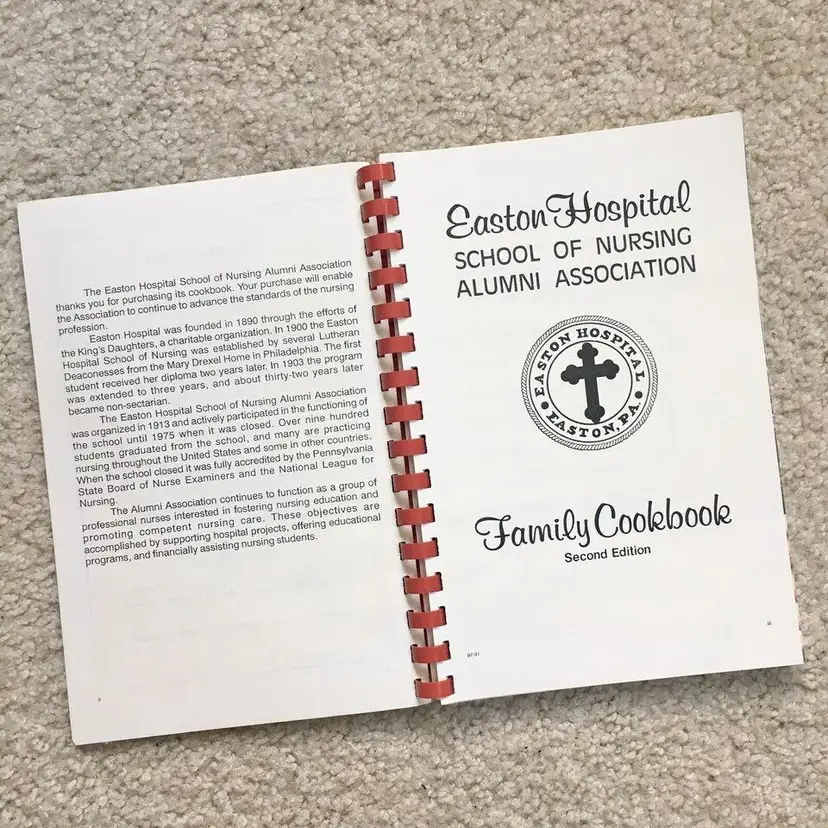 The Easton Hospital School of Nursing Alumni Association
thanks you for purchasing its cookbook. Your purchase will enable
the Association to continue to advance the standards of the nursing
profession.
Easton Hospital was founded in 1890 through the efforts of
the King's Daughters, a charitable organization. In 1900 the Easton
Hospital School of Nursing was established by several Lutheran
Deaconesses from the Mary Drexel Home in Philadelphia. The first
student received her diploma two years later. In 1903 the program
was extended to three years, and about thirty-two years later
became non-sectarian.
The Easton Hospital School of Nursing Alumni Association
was organized in 1913 and actively participated in the functioning of
the school until 1975 when it was closed. Over nine hundred
students graduated from the school, and many are practicing
nursing throughout the United States and some in other countries.
When the school closed it was fully accredited by the Pennsylvania
State Board of Nurse Examiners and the National League for
Nursing.
The Alumni Association continues to function as a group of
professional nurses interested in fostering nursing education and
promoting competent nursing care. These objectives are
accomplished by supporting hospital projects, offering educational
programs, and financially assisting nursing students.
ii
Easton Hospital
SCHOOL OF NURSING
ALUMNI ASSOCIATION
EASTON HOSPITAL
EASTON, PA.
Family Cookbook
Second Edition
97-91
iii